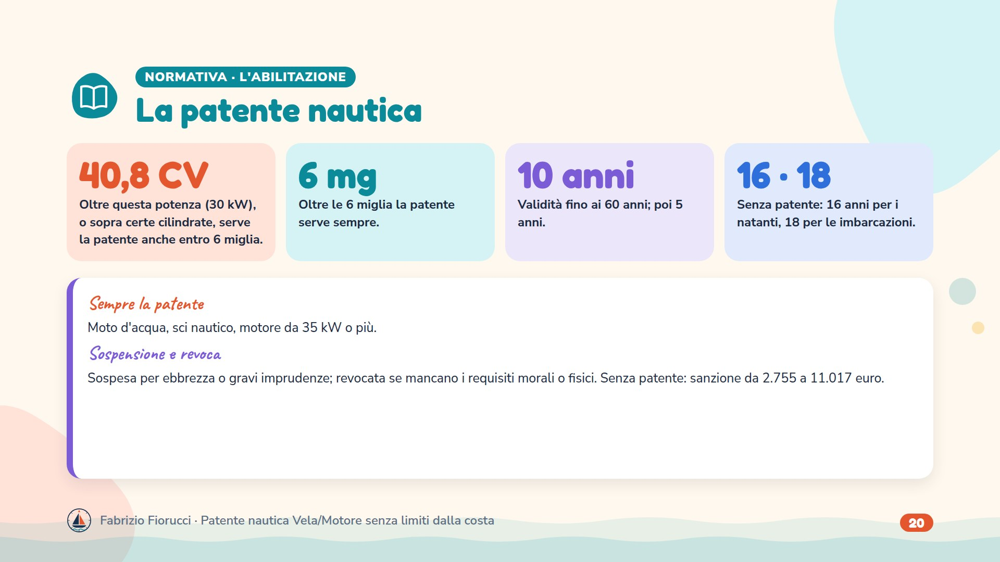 NORMATIVA · L'ABILITAZIONE
La patente nautica
40,8 CV
Oltre questa potenza (30 kW),
o sopra certe cilindrate, serve
la patente anche entro 6 miglia.
6 mg
Oltre le 6 miglia la patente
serve sempre.
10 anni
Validità fino ai 60 anni; poi 5
anni.
16 · 18
Senza patente: 16 anni per i
natanti, 18 per le imbarcazioni.
Sempre la patente
Moto d'acqua, sci nautico, motore da 35 kW o più.
Sospensione e revoca
Sospesa per ebbrezza o gravi imprudenze; revocata se mancano i requisiti morali o fisici. Senza patente: sanzione da 2.755 a 11.017 euro.
Fabrizio Fiorucci · Patente nautica Vela/Motore senza limiti dalla costa
20